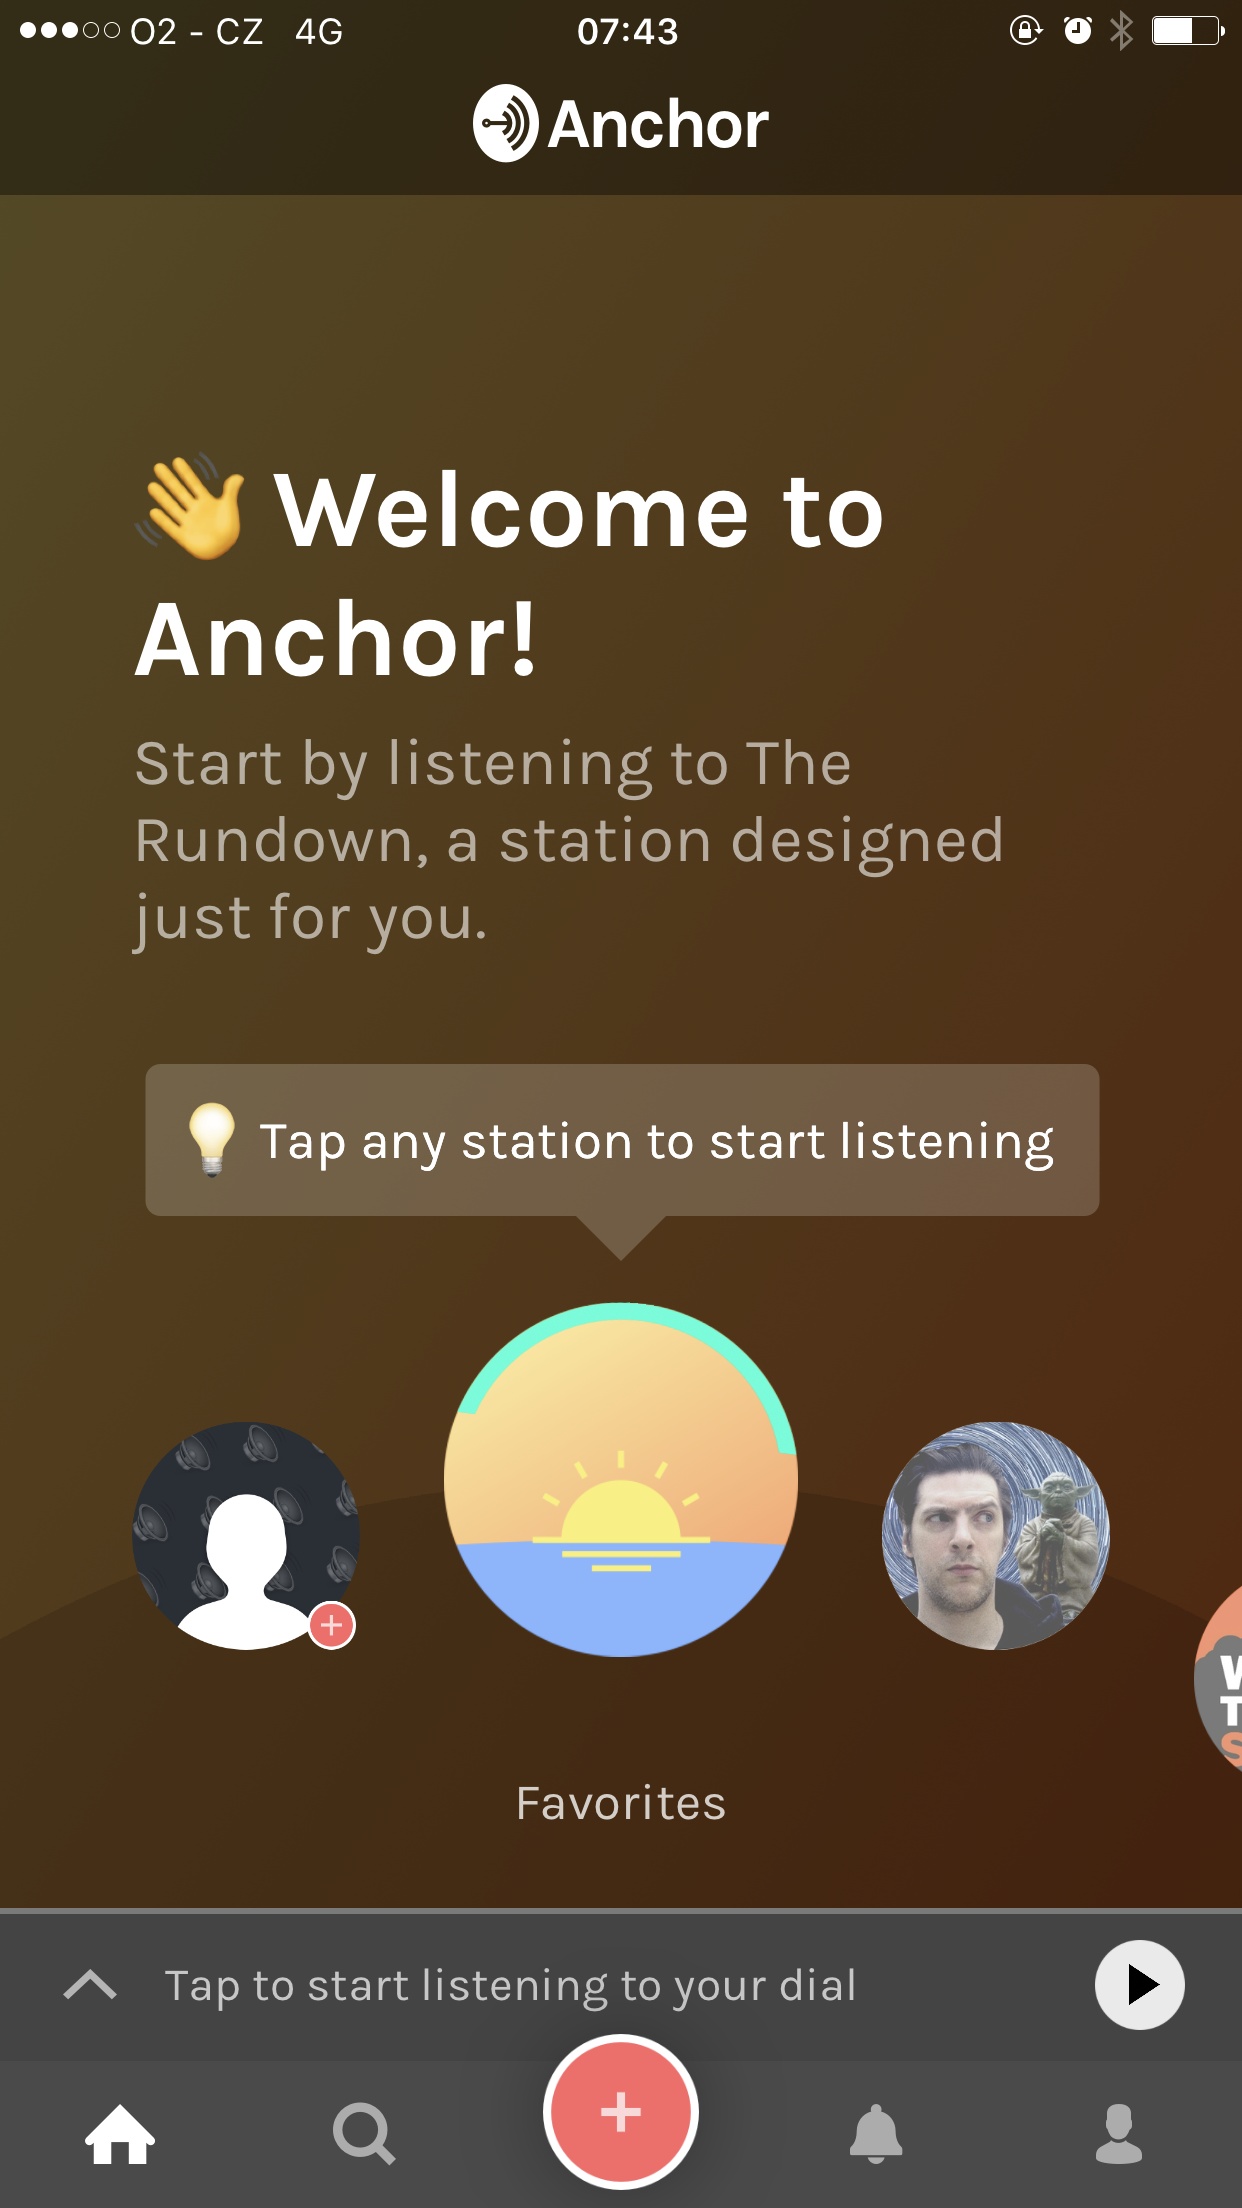 O2 - CZ 4G 07:43
Anchor
👋 Welcome to
Anchor!
Start by listening to The
Rundown, a station designed
just for you.
💡 Tap any station to start listening
Favorites
Tap to start listening to your dial